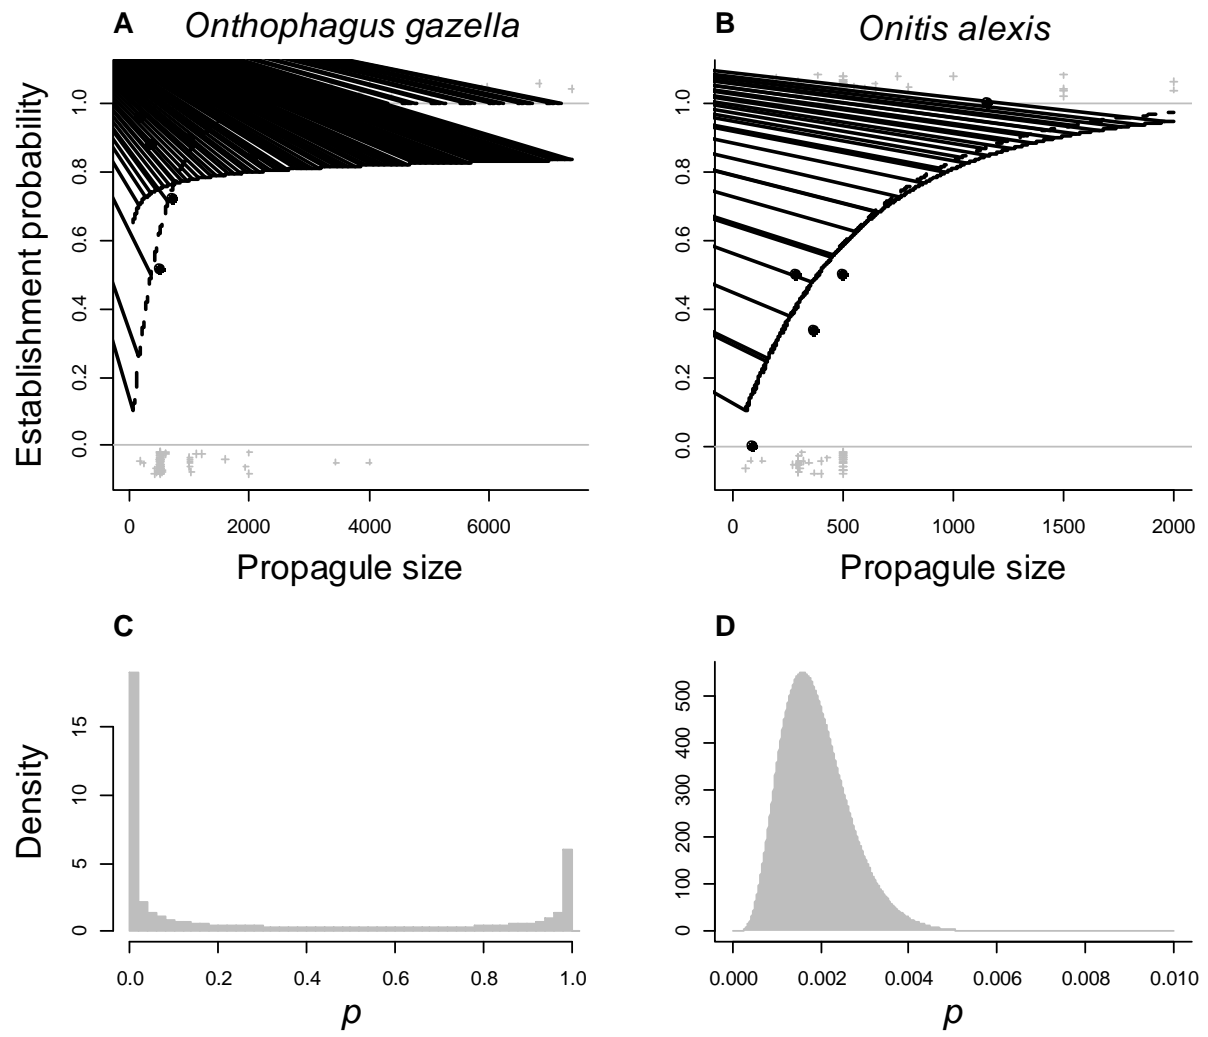 A Onthophagus gazella
B Onitis alexis
Establishment probability
1.0
0.8
0.6
0.4
0.2
0.0
0 2000 4000 6000
Propagule size
1.0
0.8
0.6
0.4
0.2
0.0
0 500 1000 1500 2000
Propagule size
C
Density
15
10
5
0
0.0 0.2 0.4 0.6 0.8 1.0
p
D
500
400
300
200
100
0
0.000 0.002 0.004 0.006 0.008 0.010
p